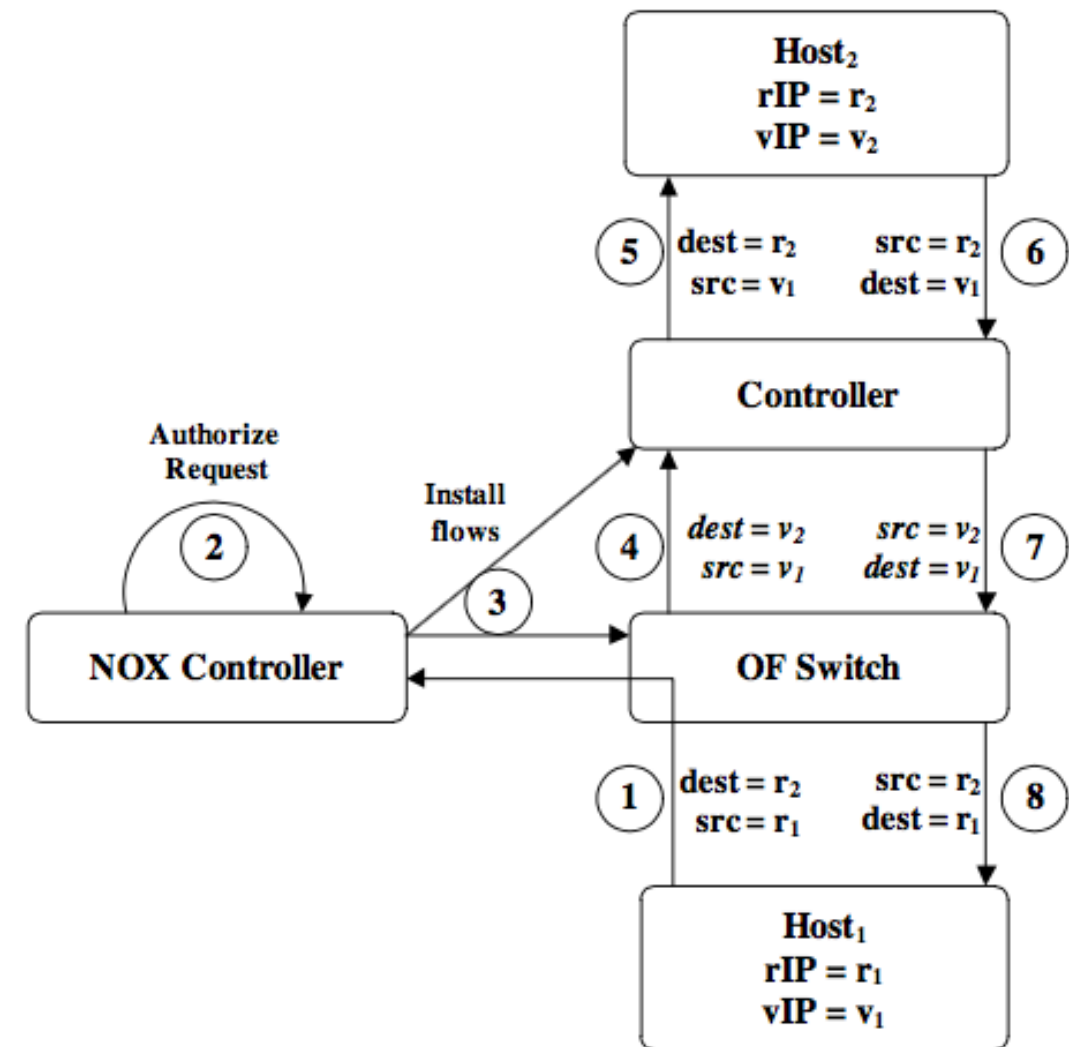 Host₂
rIP = r₂
vIP = v₂
5
dest = r₂
src = v₁
src = r₂
dest = v₁
6
Controller
Authorize
Request
2
Install
flows
3
4
dest = v₂
src = v₁
src = v₂
dest = v₁
7
NOX Controller
OF Switch
1
dest = r₂
src = r₁
src = r₂
dest = r₁
8
Host₁
rIP = r₁
vIP = v₁